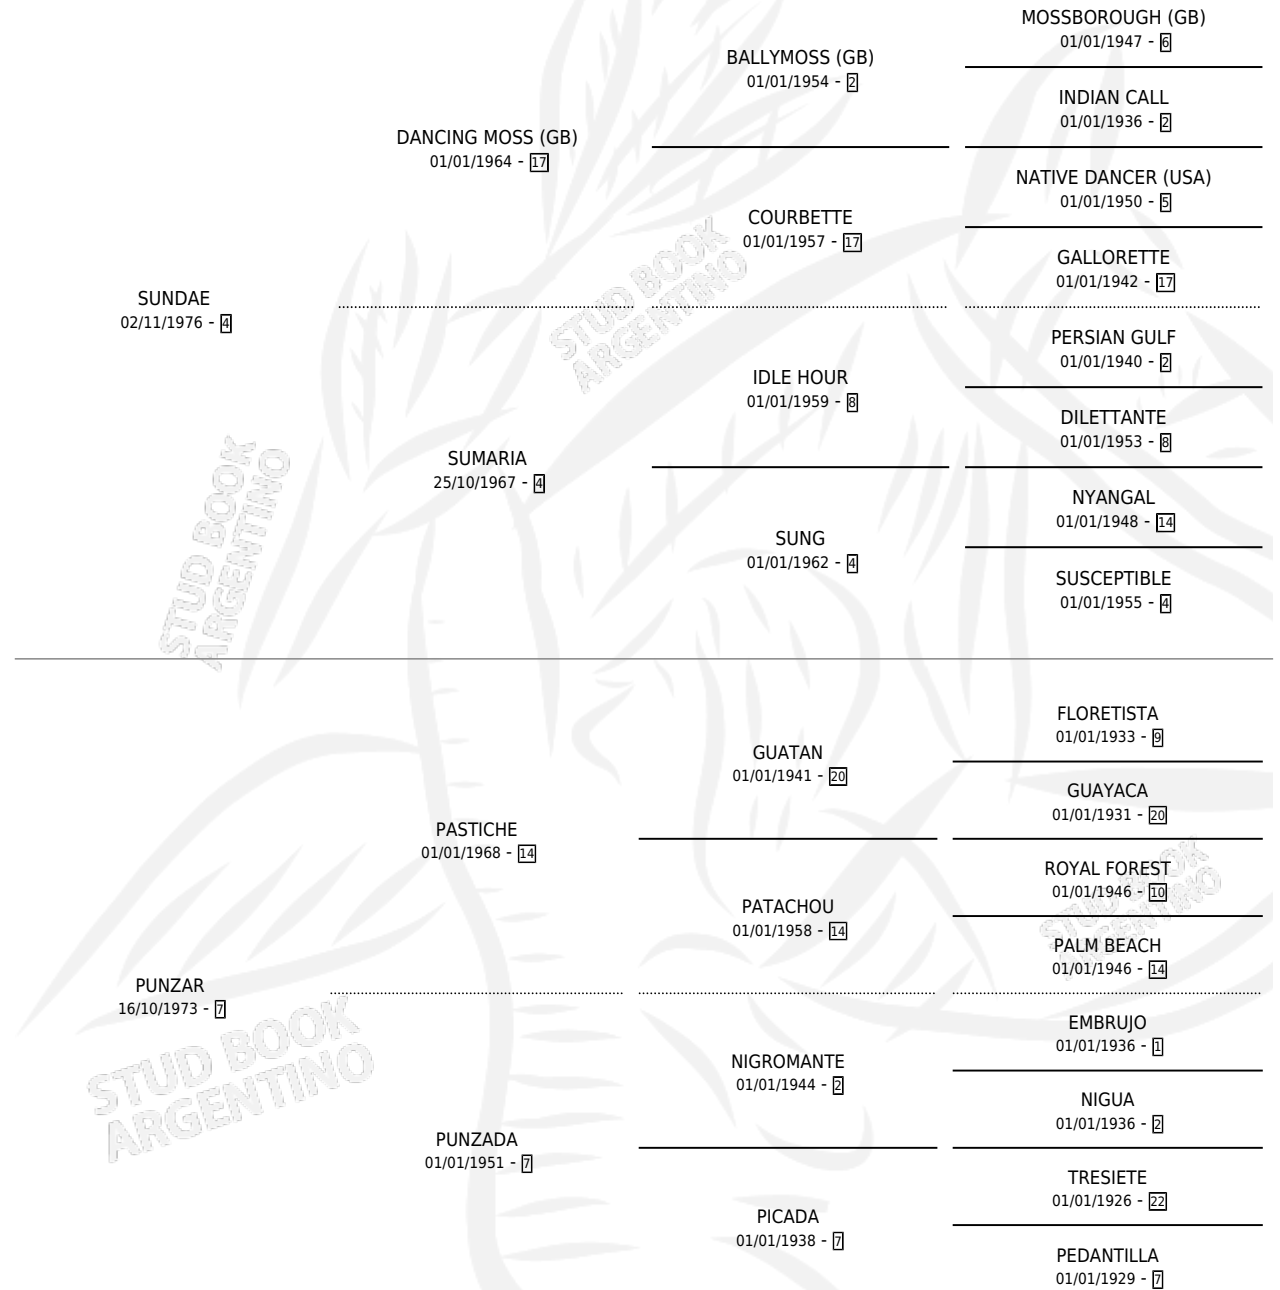 MOSSBOROUGH (GB)
01/01/1947 - 6
BALLYMOSS (GB)
01/01/1954 - 2
INDIAN CALL
01/01/1936 - 2
DANCING MOSS (GB)
01/01/1964 - 17
NATIVE DANCER (USA)
01/01/1950 - 5
COURBETTE
01/01/1957 - 17
GALLORETTE
01/01/1942 - 17
SUNDAE
02/11/1976 - 4
PERSIAN GULF
01/01/1940 - 2
IDLE HOUR
01/01/1959 - 8
DILETTANTE
01/01/1953 - 8
SUMARIA
25/10/1967 - 4
NYANGAL
01/01/1948 - 14
SUNG
01/01/1962 - 4
SUSCEPTIBLE
01/01/1955 - 4
STUD BOOK
ARGENTINO
STUD BOOK
ARGENTINO
FLORETISTA
01/01/1933 - 9
GUATAN
01/01/1941 - 20
GUAYACA
01/01/1931 - 20
PASTICHE
01/01/1968 - 14
ROYAL FOREST
01/01/1946 - 10
PATACHOU
01/01/1958 - 14
PALM BEACH
01/01/1946 - 14
STUD BOOK
ARGENTINO
PUNZAR
16/10/1973 - 7
EMBRUJO
01/01/1936 - 1
NIGROMANTE
01/01/1944 - 2
NIGUA
01/01/1936 - 2
PUNZADA
01/01/1951 - 7
TRESIETE
01/01/1926 - 22
PICADA
01/01/1938 - 7
PEDANTILLA
01/01/1929 - 7
STUD BOOK
ARGENTINO